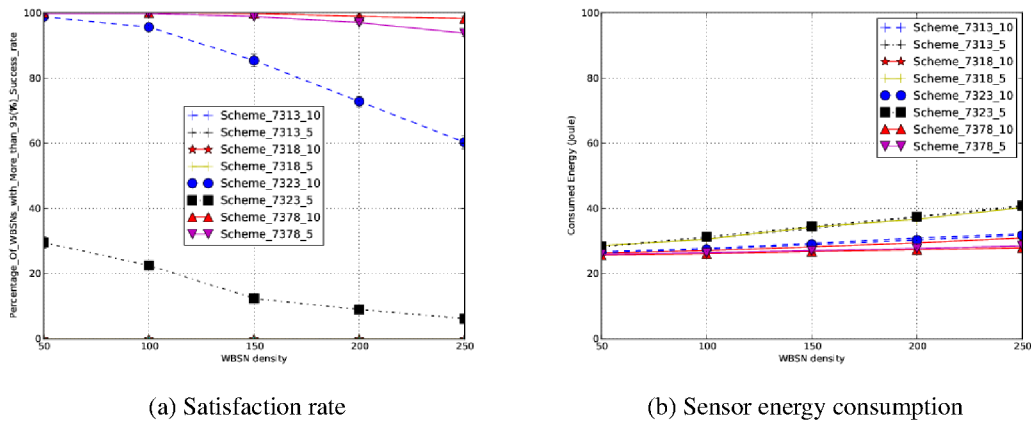 Percentage_Of_WBSNs_with_More_than_95(%)_Success_rate
100
80
60
40
20
0
Scheme_7313_10
Scheme_7313_5
Scheme_7318_10
Scheme_7318_5
Scheme_7323_10
Scheme_7323_5
Scheme_7378_10
Scheme_7378_5
50
100
150
200
250
WBSN density
(a) Satisfaction rate
Consumed Energy (joule)
100
80
60
40
20
0
Scheme_7313_10
Scheme_7313_5
Scheme_7318_10
Scheme_7318_5
Scheme_7323_10
Scheme_7323_5
Scheme_7378_10
Scheme_7378_5
50
100
150
200
250
WBSN density
(b) Sensor energy consumption